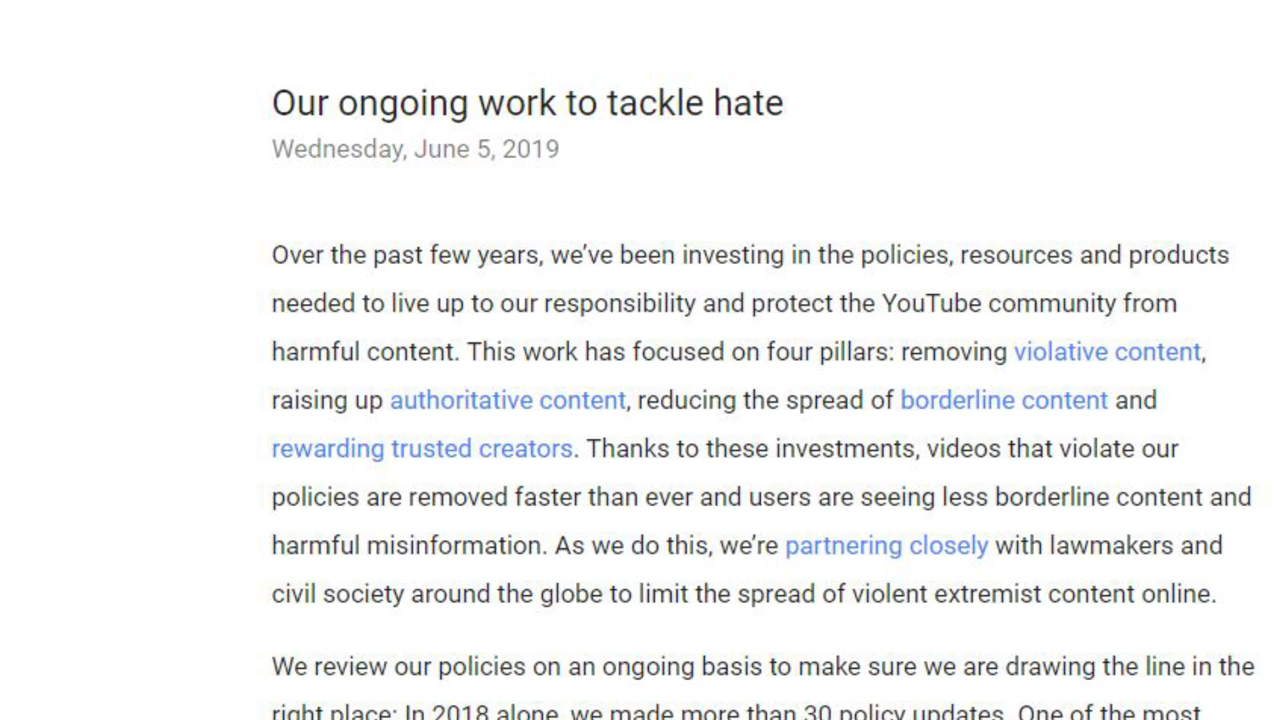 Our ongoing work to tackle hate
Wednesday, June 5, 2019
Over the past few years, we’ve been investing in the policies, resources and products
needed to live up to our responsibility and protect the YouTube community from
harmful content. This work has focused on four pillars: removing violative content,
raising up authoritative content, reducing the spread of borderline content and
rewarding trusted creators. Thanks to these investments, videos that violate our
policies are removed faster than ever and users are seeing less borderline content and
harmful misinformation. As we do this, we’re partnering closely with lawmakers and
civil society around the globe to limit the spread of violent extremist content online.
We review our policies on an ongoing basis to make sure we are drawing the line in the
right place: In 2018 alone, we made more than 30 policy updates. One of the most